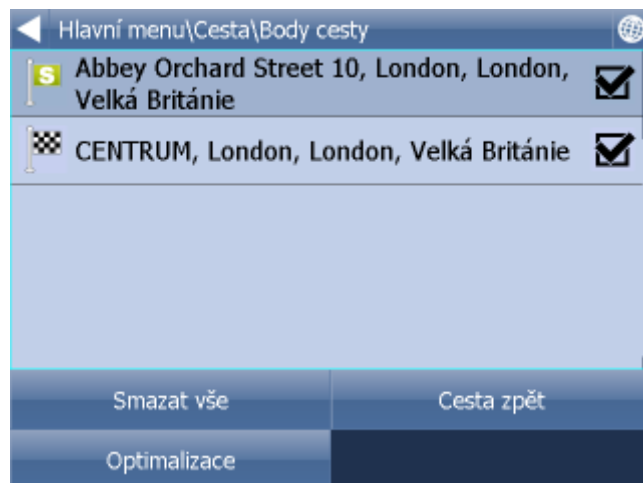 Hlavní menu\Cesta\Body cesty
S
Abbey Orchard Street 10, London, London,
Velká Británie
CENTRUM, London, London, Velká Británie
Smazat vše
Cesta zpět
Optimalizace